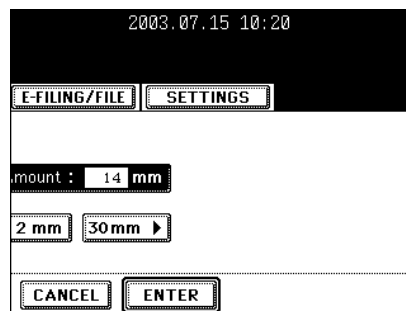 2003.07.15 10:20
E-FILING/FILE SETTINGS
mount : 14 mm
2 mm 30mm ▶
CANCEL ENTER